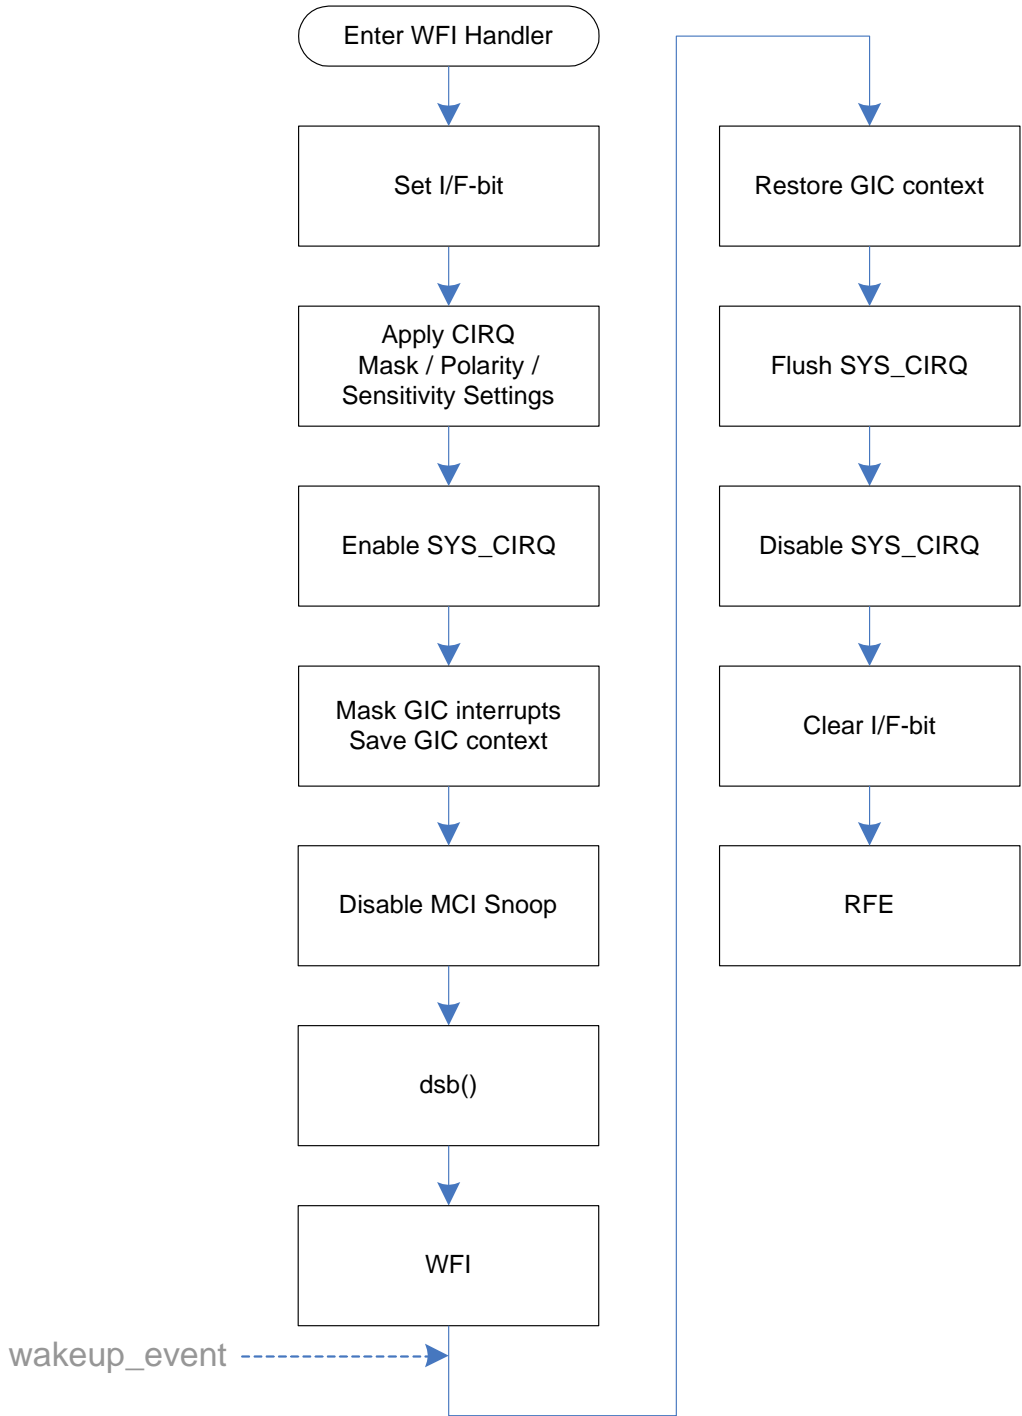 Enter WFI Handler
Set I/F-bit
Apply CIRQ
Mask / Polarity /
Sensitivity Settings
Enable SYS_CIRQ
Mask GIC interrupts
Save GIC context
Disable MCI Snoop
dsb()
WFI
wakeup_event
Restore GIC context
Flush SYS_CIRQ
Disable SYS_CIRQ
Clear I/F-bit
RFE